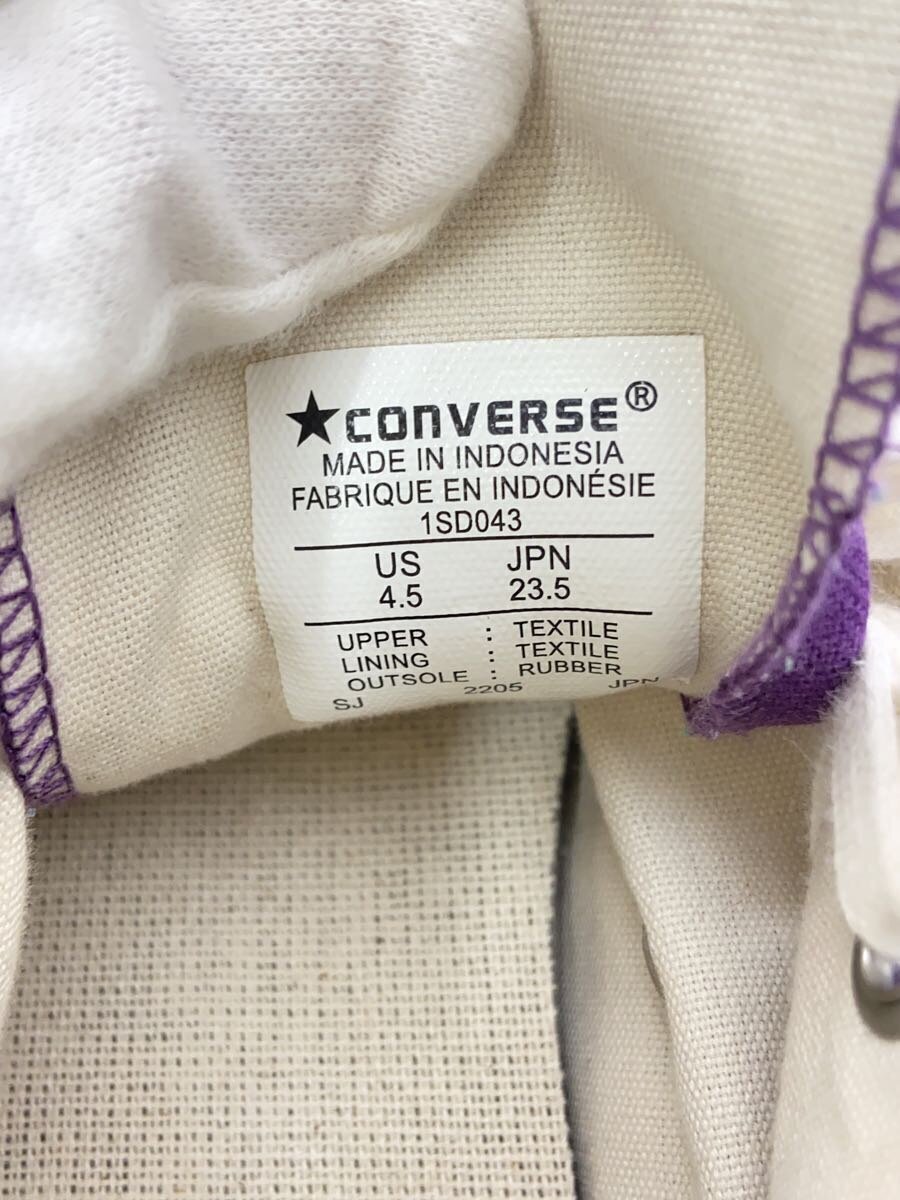 ★CONVERSE®
MADE IN INDONESIA
FABRIQUE EN INDONÉSIE
1SD043
US JPN
4.5 23.5
UPPER : TEXTILE
LINING : TEXTILE
OUTSOLE : RUBBER
SJ 2205 JPN